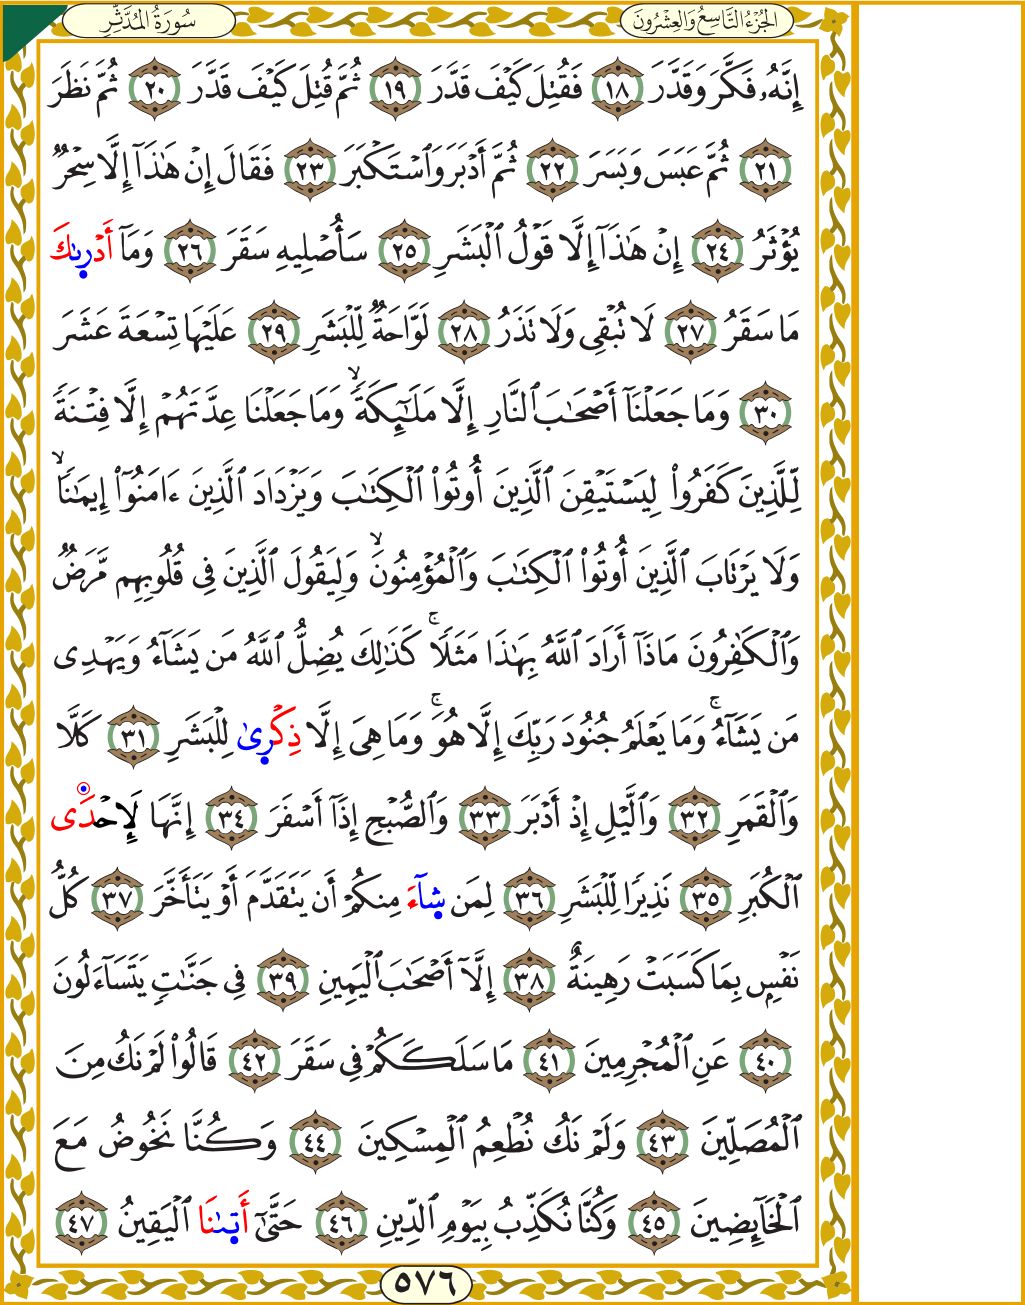 سُورَةُ الْمُدَّثِّرِ
الجُزْءُ التَّاسِعُ وَالعِشْرُونَ
إِنَّهُۥ فَكَّرَ وَقَدَّرَ ١٨ فَقُتِلَ كَيْفَ قَدَّرَ ١٩ ثُمَّ قُتِلَ كَيْفَ قَدَّرَ ٢٠ ثُمَّ نَظَرَ
٢١ ثُمَّ عَبَسَ وَبَسَرَ ٢٢ ثُمَّ أَدْبَرَ وَٱسْتَكْبَرَ ٢٣ فَقَالَ إِنْ هَٰذَآ إِلَّا سِحْرٌ
يُؤْثَرُ ٢٤ إِنْ هَٰذَآ إِلَّا قَوْلُ ٱلْبَشَرِ ٢٥ سَأُصْلِيهِ سَقَرَ ٢٦ وَمَآ أَدْرىٰكَ
مَا سَقَرُ ٢٧ لَا تُبْقِى وَلَا تَذَرُ ٢٨ لَوَّاحَةٌ لِّلْبَشَرِ ٢٩ عَلَيْهَا تِسْعَةَ عَشَرَ
٣٠ وَمَا جَعَلْنَآ أَصْحَٰبَ ٱلنَّارِ إِلَّا مَلَٰٓئِكَةً ۙ وَمَا جَعَلْنَا عِدَّتَهُمْ إِلَّا فِتْنَةً
لِّلَّذِينَ كَفَرُوا۟ لِيَسْتَيْقِنَ ٱلَّذِينَ أُوتُوا۟ ٱلْكِتَٰبَ وَيَزْدَادَ ٱلَّذِينَ ءَامَنُوٓا۟ إِيمَٰنًا ۙ
وَلَا يَرْتَابَ ٱلَّذِينَ أُوتُوا۟ ٱلْكِتَٰبَ وَٱلْمُؤْمِنُونَ ۙ وَلِيَقُولَ ٱلَّذِينَ فِى قُلُوبِهِم مَّرَضٌ
وَٱلْكَٰفِرُونَ مَاذَآ أَرَادَ ٱللَّهُ بِهَٰذَا مَثَلًا ۚ كَذَٰلِكَ يُضِلُّ ٱللَّهُ مَن يَشَآءُ وَيَهْدِى
مَن يَشَآءُ ۚ وَمَا يَعْلَمُ جُنُودَ رَبِّكَ إِلَّا هُوَ ۚ وَمَا هِىَ إِلَّا ذِكْرىٰ لِلْبَشَرِ ٣١ كَلَّا
وَٱلْقَمَرِ ٣٢ وَٱلَّيْلِ إِذْ أَدْبَرَ ٣٣ وَٱلصُّبْحِ إِذَآ أَسْفَرَ ٣٤ إِنَّهَا لَإِحْدَى
ٱلْكُبَرِ ٣٥ نَذِيرًا لِّلْبَشَرِ ٣٦ لِمَن شآءَ مِنكُمْ أَن يَتَقَدَّمَ أَوْ يَتَأَخَّرَ ٣٧ كُلُّ
نَفْسٍۭ بِمَا كَسَبَتْ رَهِينَةٌ ٣٨ إِلَّآ أَصْحَٰبَ ٱلْيَمِينِ ٣٩ فِى جَنَّٰتٍ يَتَسَآءَلُونَ
٤٠ عَنِ ٱلْمُجْرِمِينَ ٤١ مَا سَلَكَكُمْ فِى سَقَرَ ٤٢ قَالُوا۟ لَمْ نَكُ مِنَ
ٱلْمُصَلِّينَ ٤٣ وَلَمْ نَكُ نُطْعِمُ ٱلْمِسْكِينَ ٤٤ وَكُنَّا نَخُوضُ مَعَ
ٱلْخَآئِضِينَ ٤٥ وَكُنَّا نُكَذِّبُ بِيَوْمِ ٱلدِّينِ ٤٦ حَتَّىٰٓ أَتىٰنَا ٱلْيَقِينُ ٤٧
٥٧٦